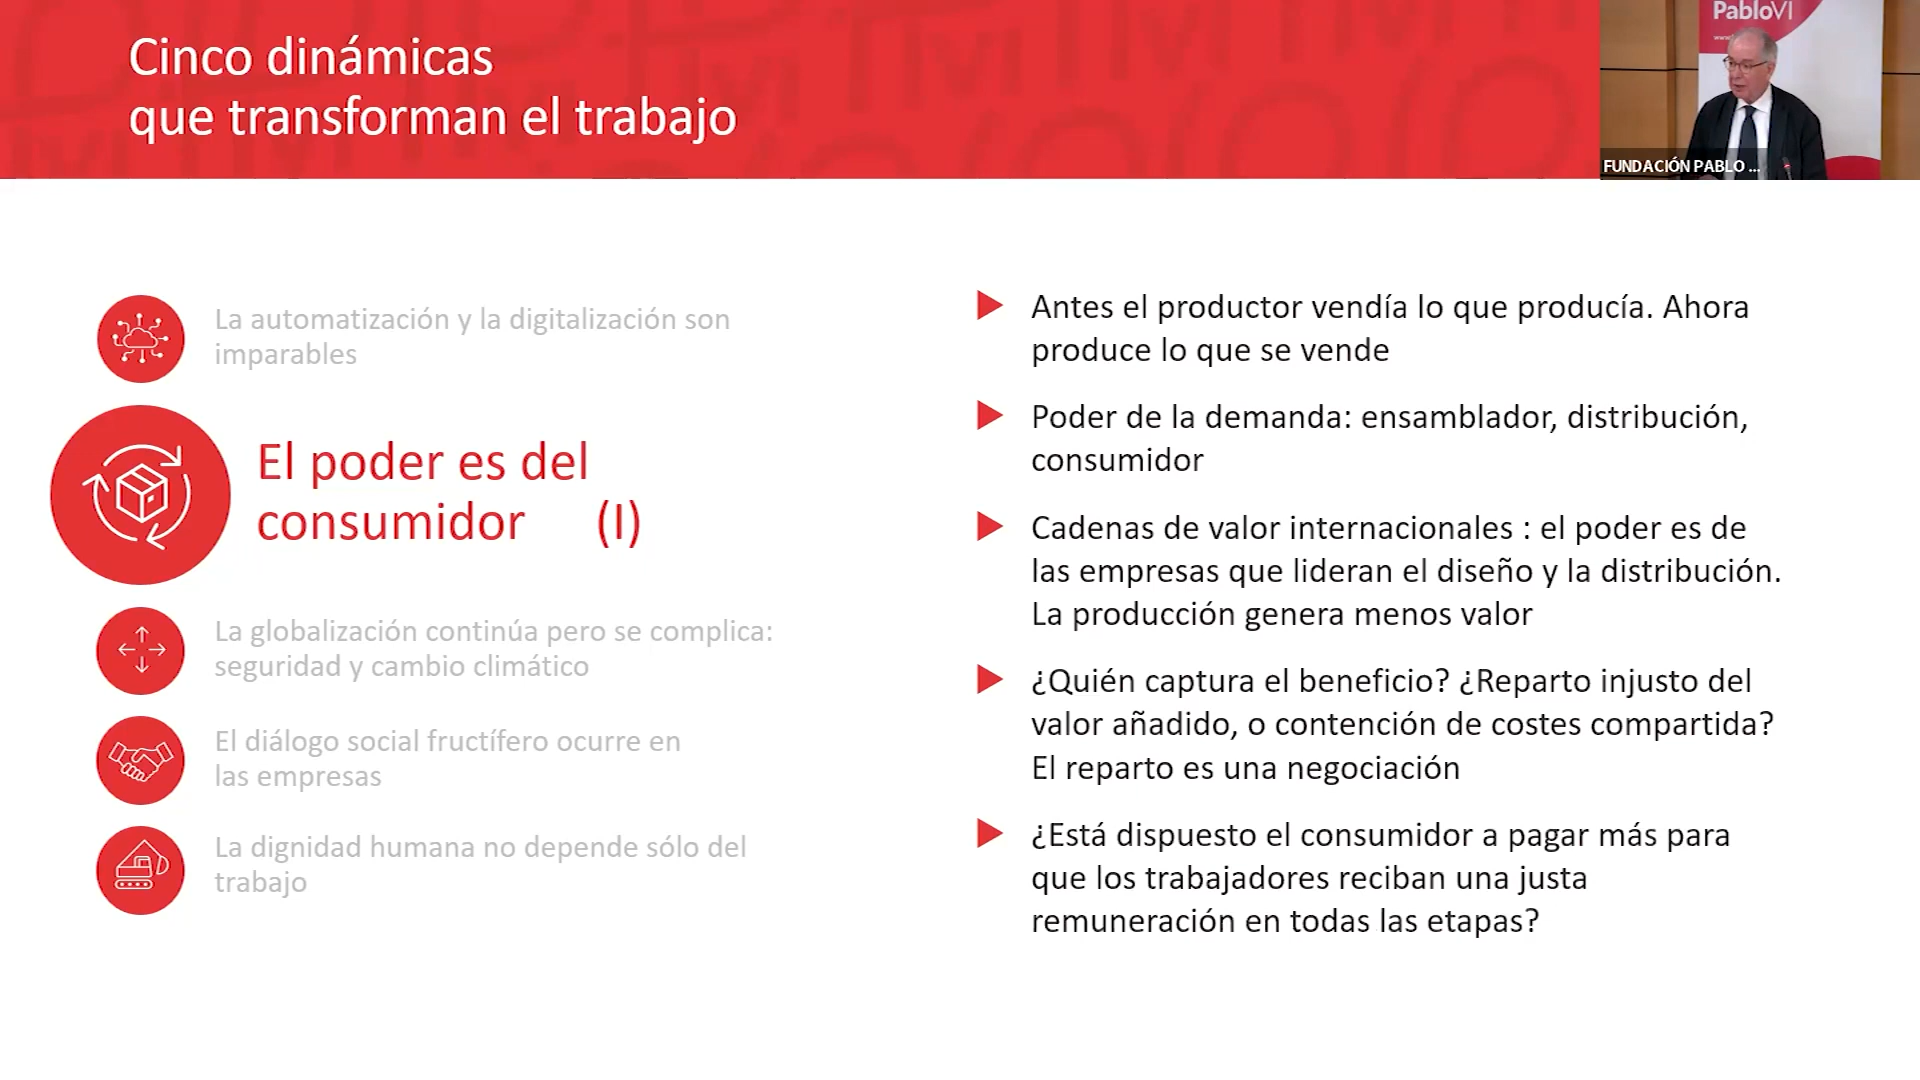 Cinco dinámicas
que transforman el trabajo
PabloVI
FUNDACIÓN PABLO ...
La automatización y la digitalización son
imparables
El poder es del
consumidor (I)
La globalización continúa pero se complica:
seguridad y cambio climático
El diálogo social fructífero ocurre en
las empresas
La dignidad humana no depende sólo del
trabajo
Antes el productor vendía lo que producía. Ahora
produce lo que se vende
Poder de la demanda: ensamblador, distribución,
consumidor
Cadenas de valor internacionales : el poder es de
las empresas que lideran el diseño y la distribución.
La producción genera menos valor
¿Quién captura el beneficio? ¿Reparto injusto del
valor añadido, o contención de costes compartida?
El reparto es una negociación
¿Está dispuesto el consumidor a pagar más para
que los trabajadores reciban una justa
remuneración en todas las etapas?